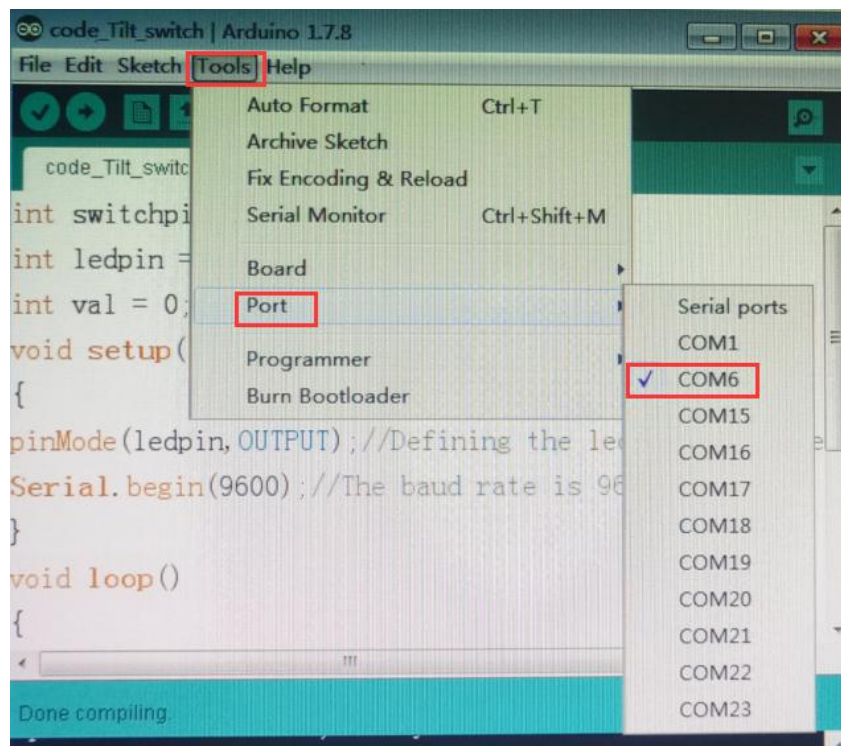 code_Tilt_switch | Arduino 1.7.8
File Edit Sketch Tools Help
Auto Format Ctrl+T
Archive Sketch
Fix Encoding & Reload
Serial Monitor Ctrl+Shift+M
Board
Port
Programmer
Burn Bootloader
Serial ports
COM1
✓ COM6
COM15
COM16
COM17
COM18
COM19
COM20
COM21
COM22
COM23
code_Tilt_switc
int switchpi
int ledpin =
int val = 0;
void setup(
{
pinMode(ledpin,OUTPUT);//Defining the le
Serial.begin(9600);//The baud rate is 96
}
void loop()
{
Done compiling.